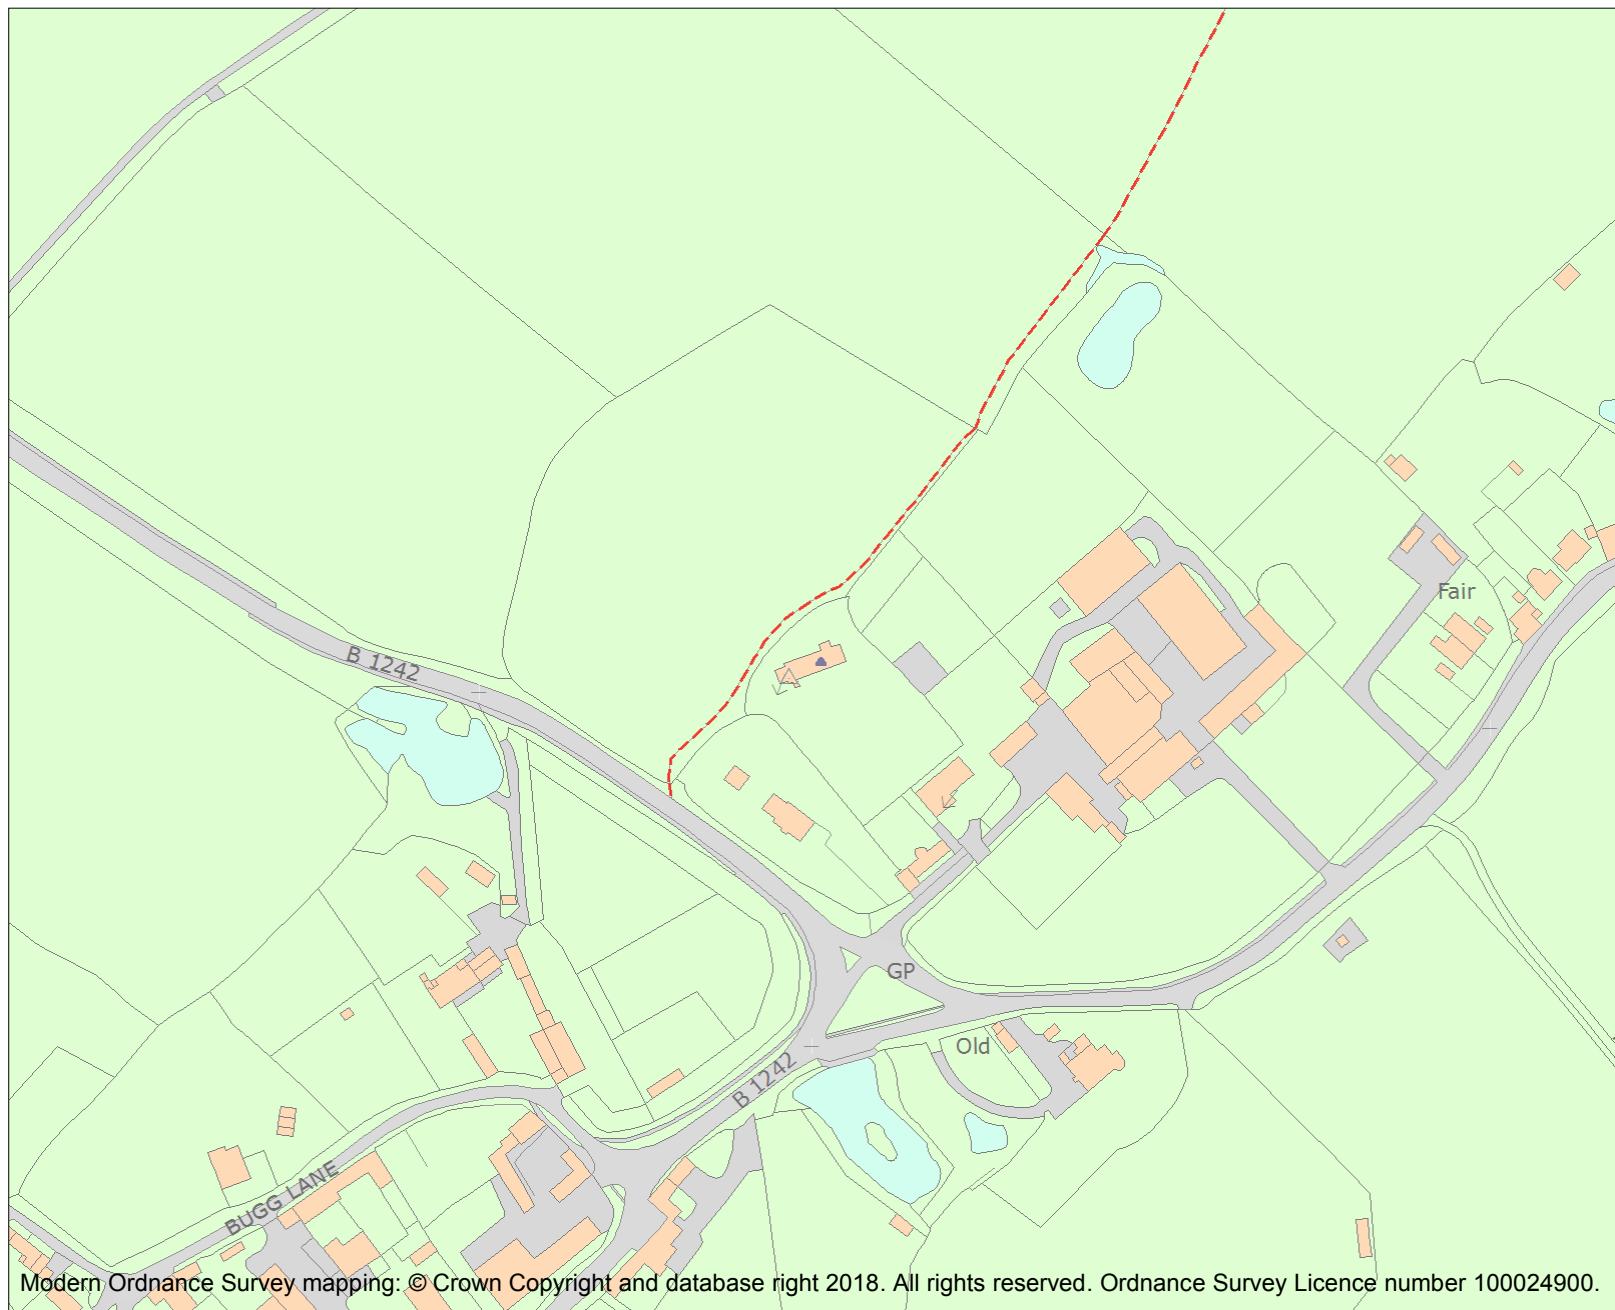 Fair
B 1242
GP
Old
B 1242
BUGG LANE
Modern Ordnance Survey mapping: © Crown Copyright and database right 2018. All rights reserved. Ordnance Survey Licence number 100024900.